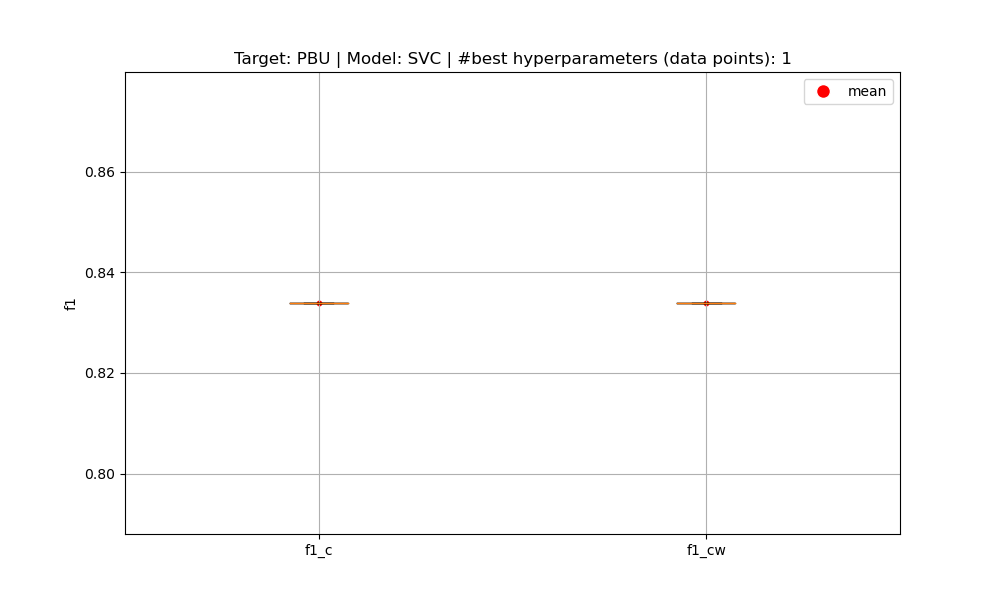 Target: PBU | Model: SVC | #best hyperparameters (data points): 1
mean
0.86
0.84
0.82
0.80
f1
f1_c
f1_cw